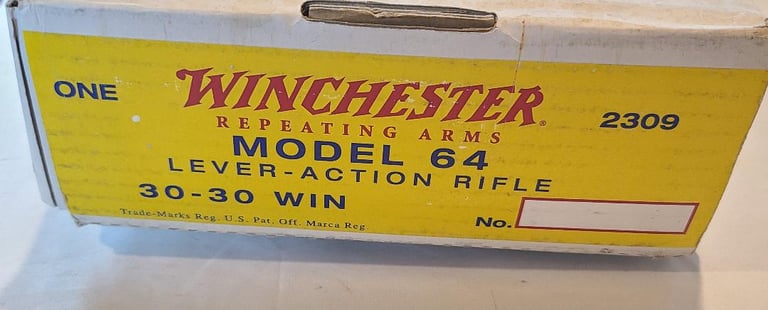 ONE
WINCHESTER®
2309
REPEATING ARMS
MODEL 64
LEVER-ACTION RIFLE
30-30 WIN
Trade-Marks Reg. U.S. Pat. Off. Marca Reg
No.